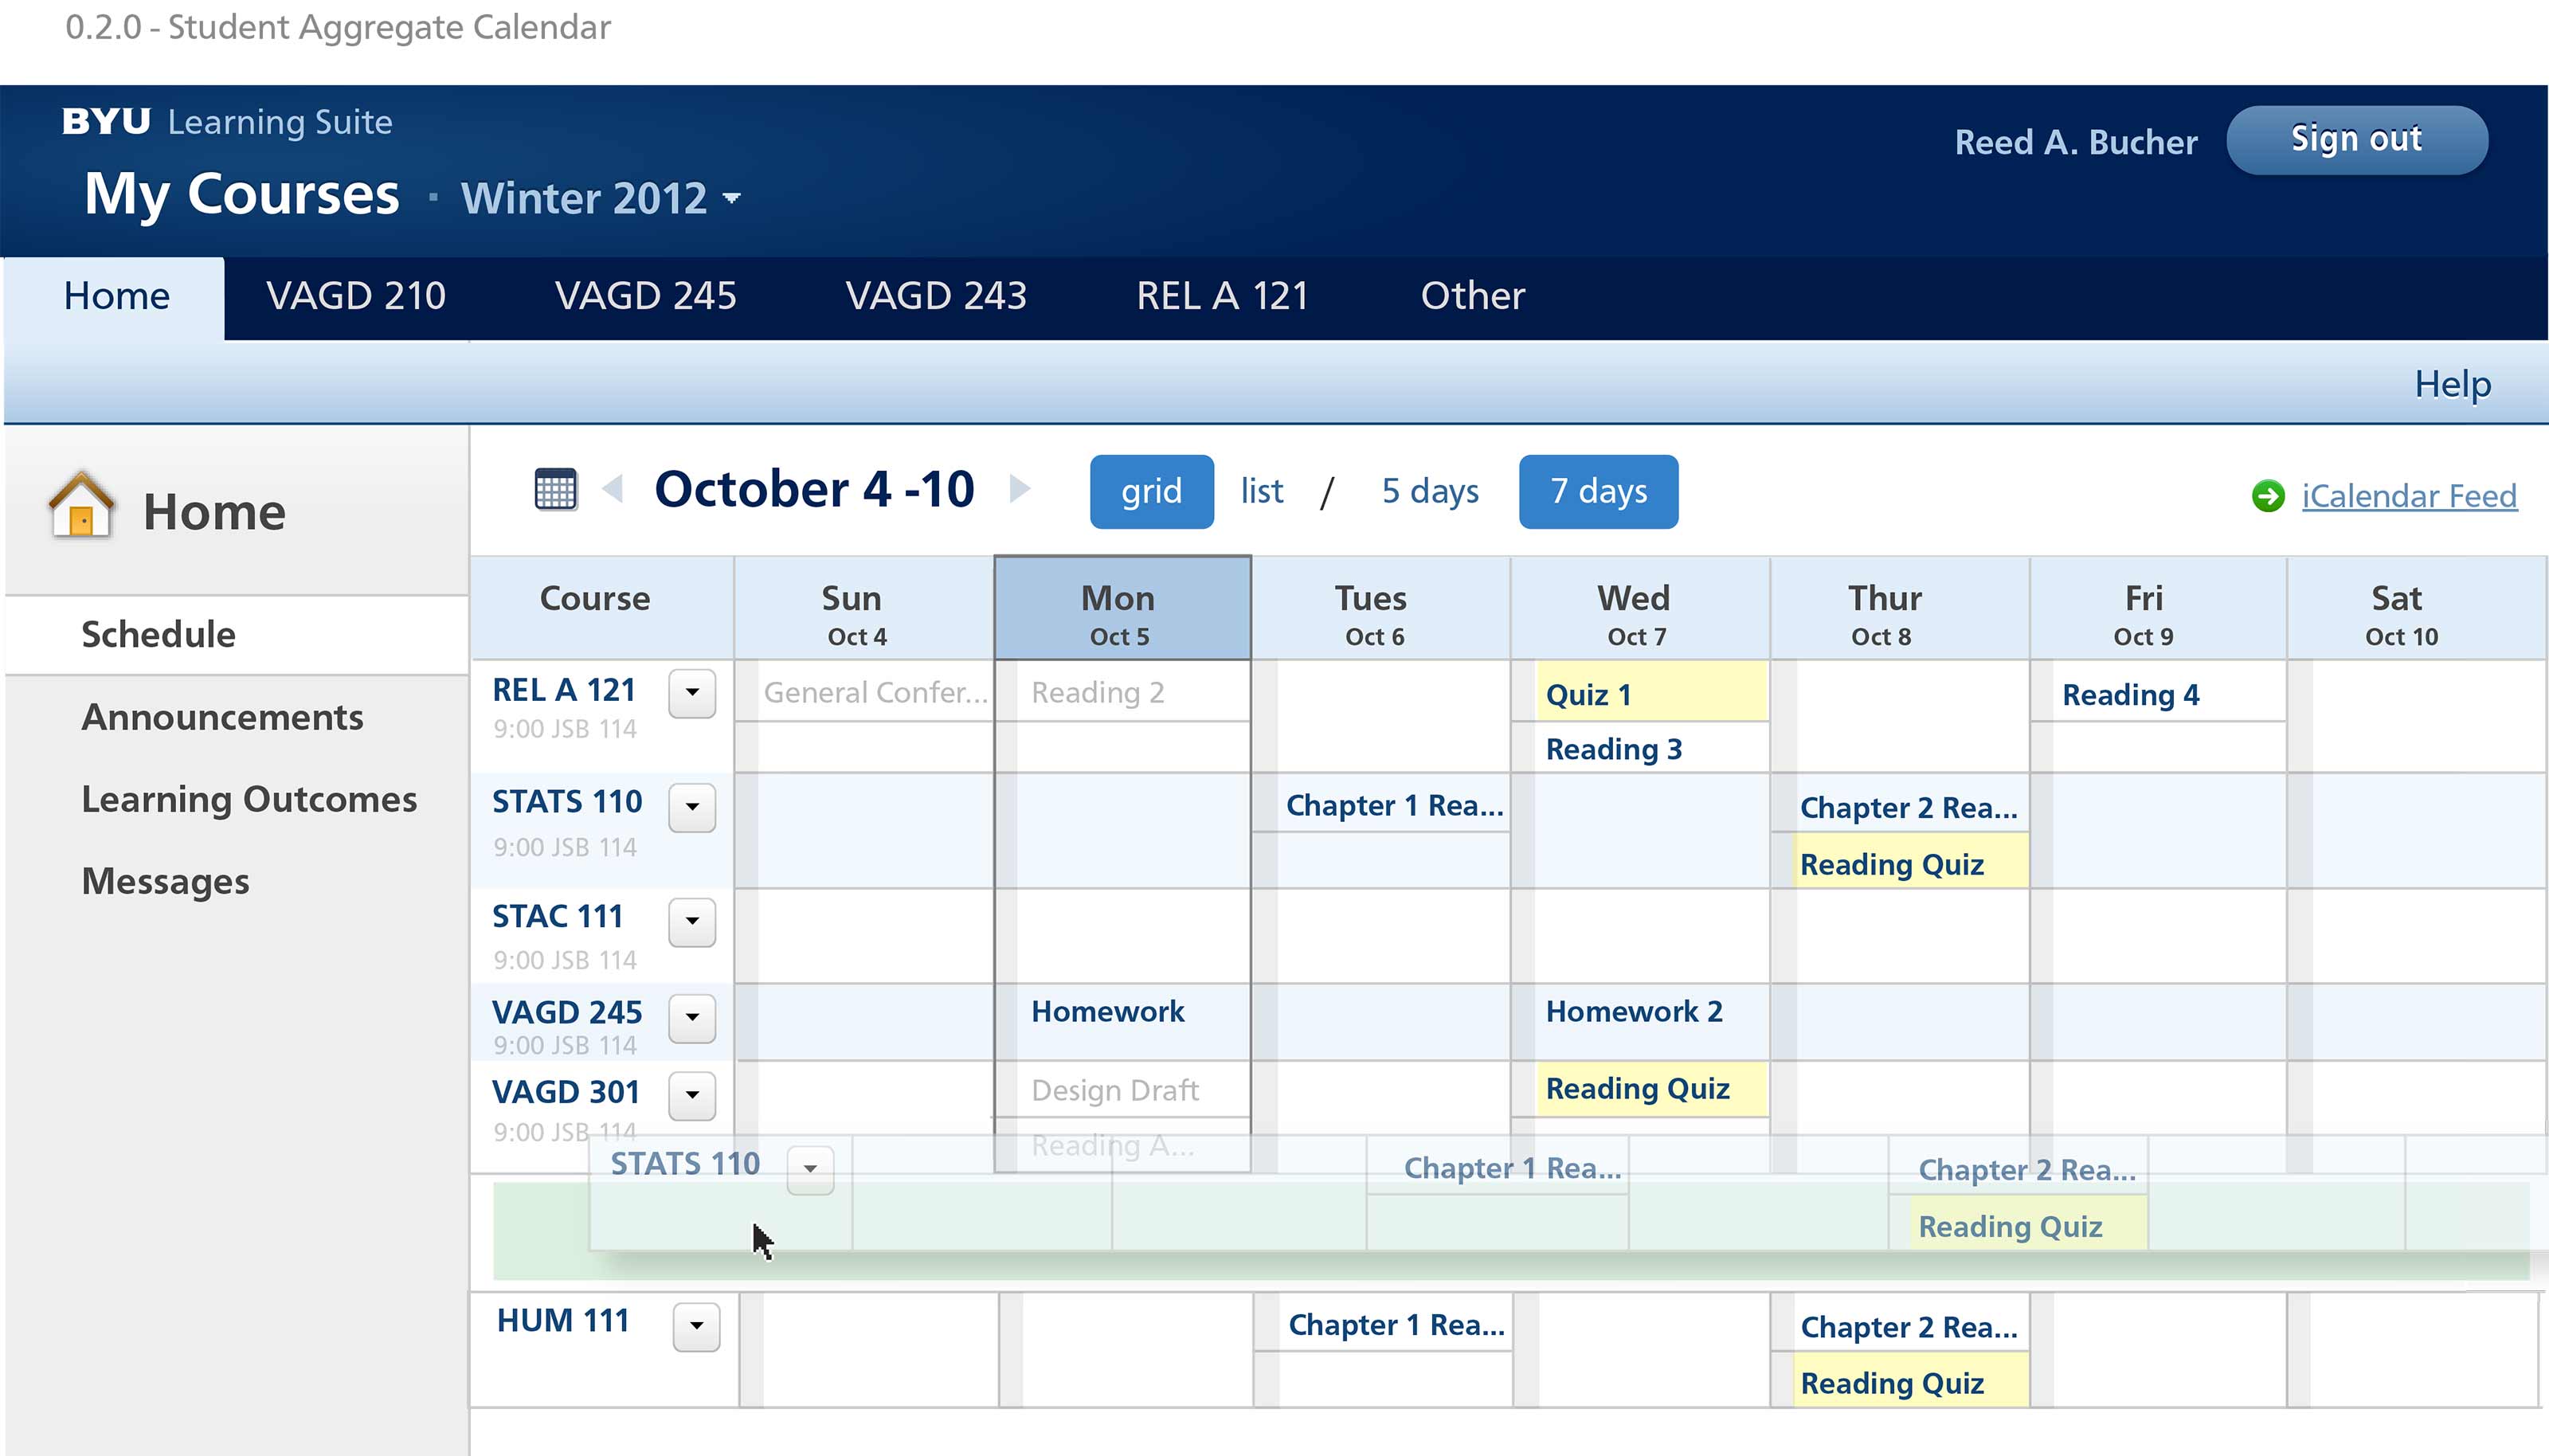 0.2.0 - Student Aggregate Calendar
BYU Learning Suite
Reed A. Bucher
Sign out
My Courses · Winter 2012
Home
VAGD 210
VAGD 245
VAGD 243
REL A 121
Other
Help
Home
Schedule
Announcements
Learning Outcomes
Messages
October 4 -10
grid
list
/
5 days
7 days
iCalendar Feed
Course
Sun
Oct 4
Mon
Oct 5
Tues
Oct 6
Wed
Oct 7
Thur
Oct 8
Fri
Oct 9
Sat
Oct 10
REL A 121
9:00 JSB 114
General Confer...
Reading 2
Quiz 1
Reading 3
Reading 4
STATS 110
9:00 JSB 114
Chapter 1 Rea...
Chapter 2 Rea...
Reading Quiz
STAC 111
9:00 JSB 114
VAGD 245
9:00 JSB 114
Homework
Homework 2
VAGD 301
9:00 JSB 114
Design Draft
Reading A...
Reading Quiz
STATS 110
Chapter 1 Rea...
Chapter 2 Rea...
Reading Quiz
HUM 111
Chapter 1 Rea...
Chapter 2 Rea...
Reading Quiz